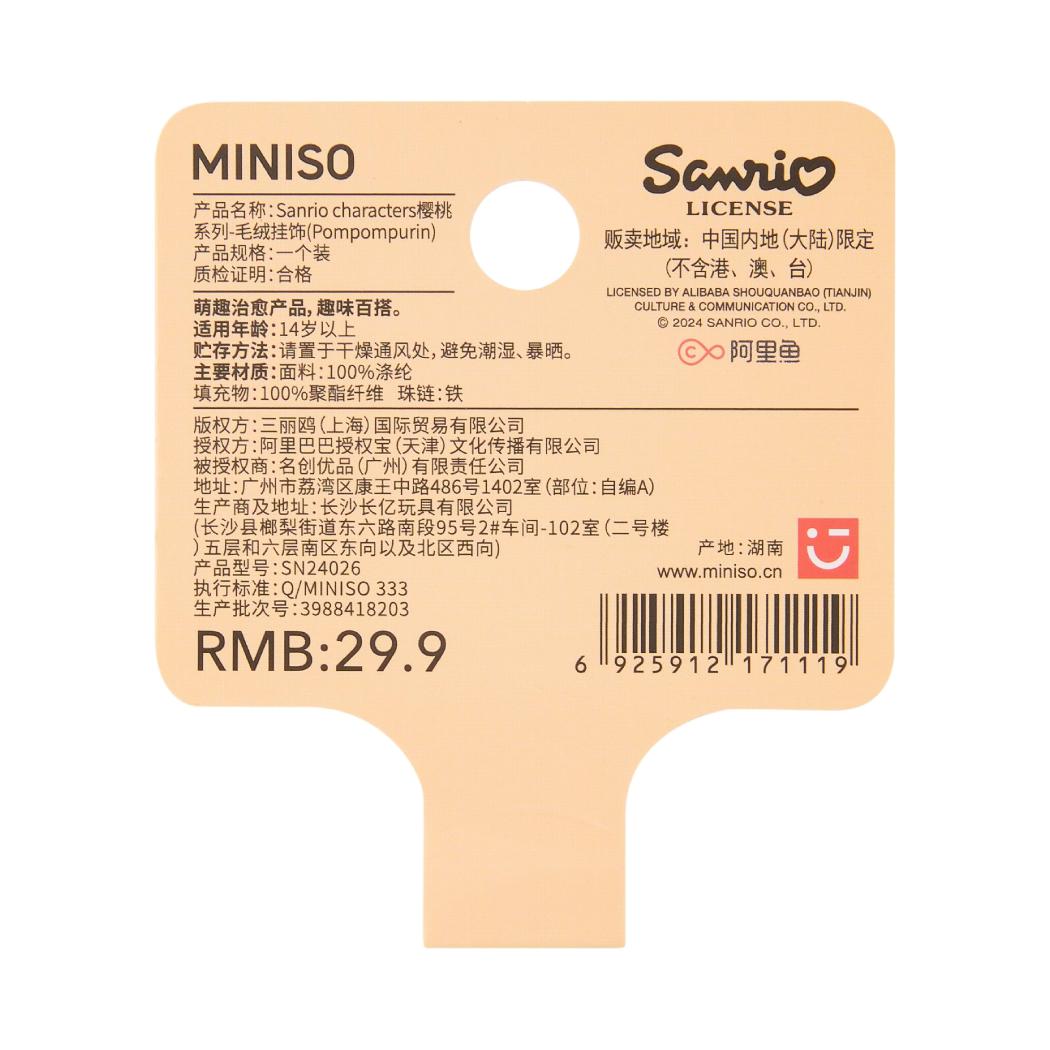 MINISO
产品名称:Sanrio characters樱桃
系列-毛绒挂饰(Pompompurin)
产品规格:一个装
质检证明:合格
萌趣治愈产品,趣味百搭。
适用年龄:14岁以上
贮存方法:请置于干燥通风处,避免潮湿、暴晒。
主要材质:面料:100%涤纶
填充物:100%聚酯纤维 珠链:铁
Sanrio
LICENSE
贩卖地域:中国内地(大陆)限定
(不含港、澳、台)
LICENSED BY ALIBABA SHOUQUANBAO (TIANJIN)
CULTURE & COMMUNICATION CO., LTD.
© 2024 SANRIO CO., LTD.
阿里鱼
版权方:三丽鸥(上海)国际贸易有限公司
授权方:阿里巴巴授权宝(天津)文化传播有限公司
被授权商:名创优品(广州)有限责任公司
地址:广州市荔湾区康王中路486号1402室(部位:自编A)
生产商及地址:长沙长亿玩具有限公司
(长沙县榔梨街道东六路南段95号2#车间-102室(二号楼
)五层和六层南区东向以及北区西向)
产品型号:SN24026
执行标准:Q/MINISO 333
生产批次号:3988418203
RMB:29.9
产地:湖南
www.miniso.cn
6 925912 171119